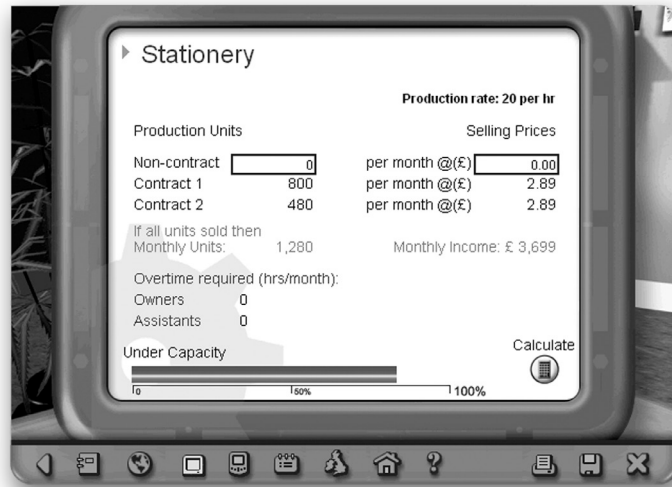 Stationery
Production rate: 20 per hr
Production Units Selling Prices
Non-contract 0 per month @(£) 0.00
Contract 1 800 per month @(£) 2.89
Contract 2 480 per month @(£) 2.89
If all units sold then
Monthly Units: 1,280 Monthly Income: £ 3,699
Overtime required (hrs/month):
Owners 0
Assistants 0
Under Capacity Calculate
0 50% 100%
?